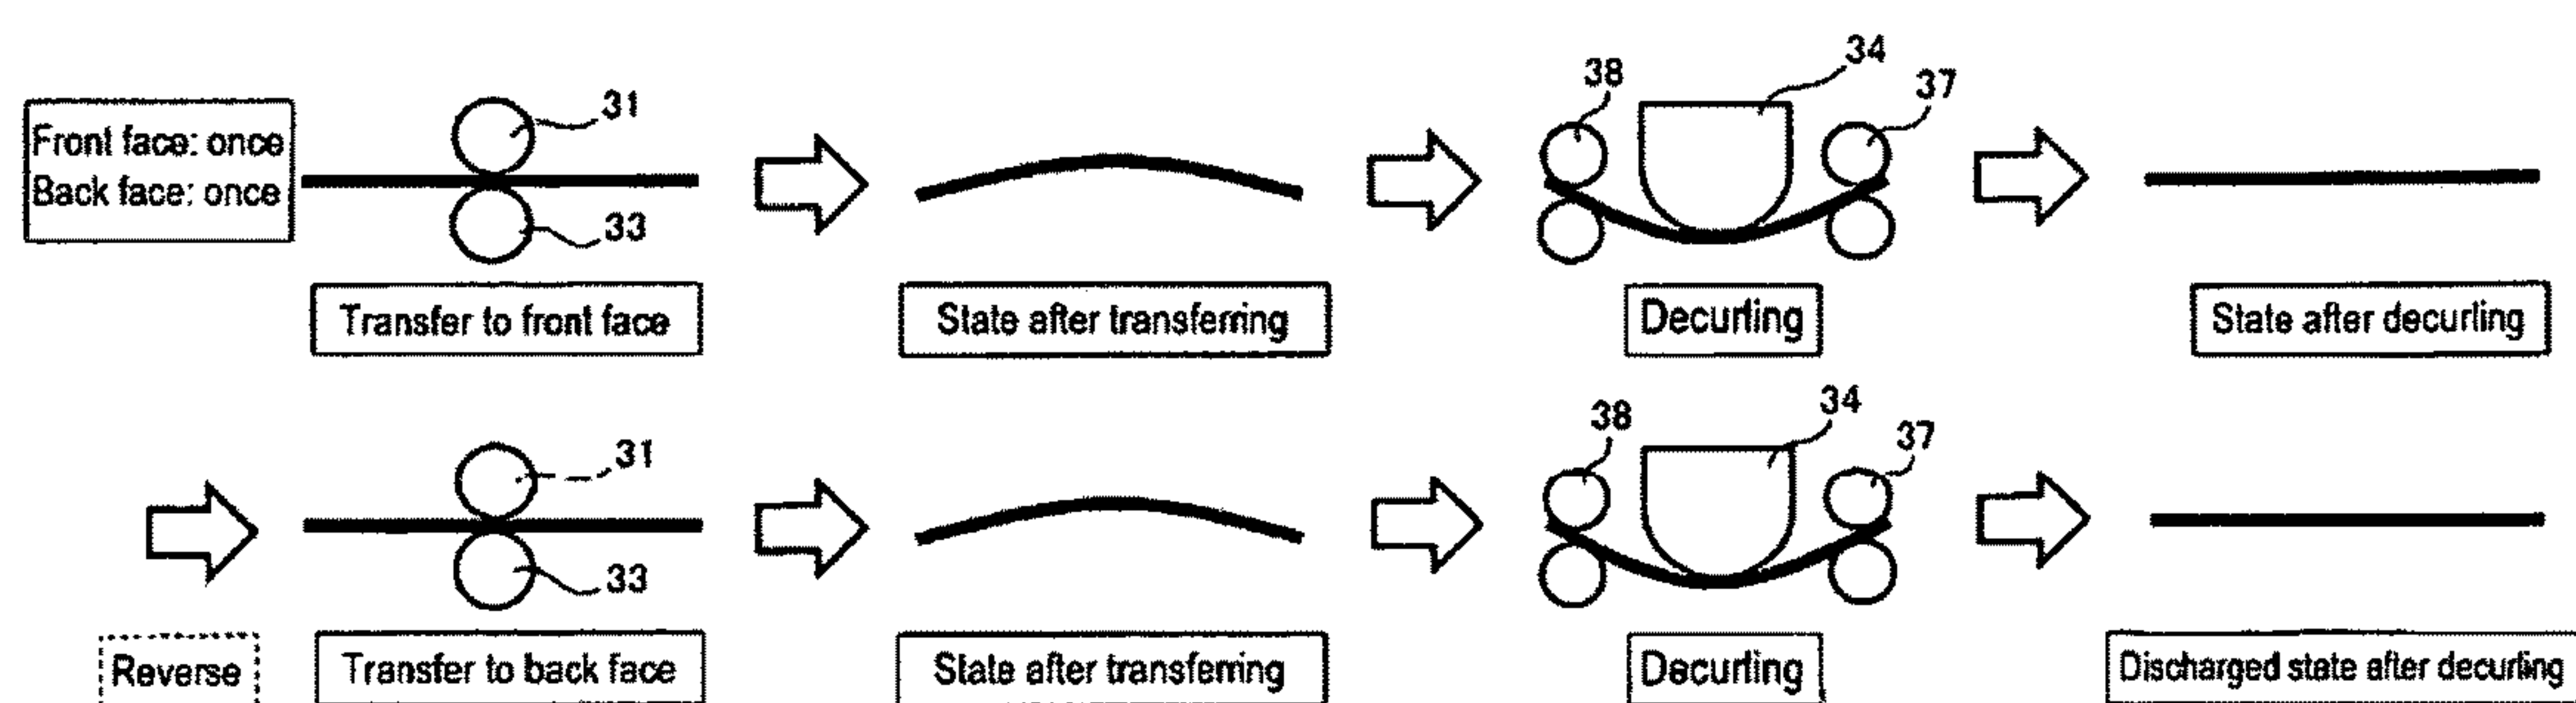 34
38
37
31
Front face: once
Back face: once
33
Transfer to front face
State after transferring
Decurling
State after decurling
34
38
37
31
33
Reverse
Transfer to back face
State after transferring
Decurling
Discharged state after decurling